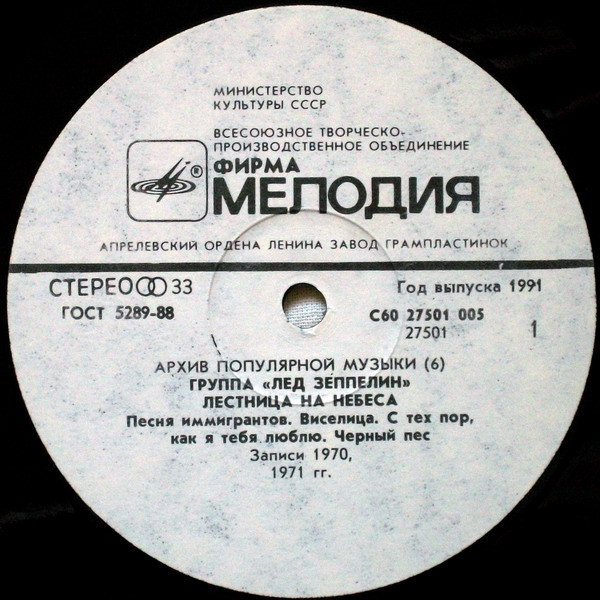 МИНИСТЕРСТВО
КУЛЬТУРЫ СССР
ВСЕСОЮЗНОЕ ТВОРЧЕСКО-
ПРОИЗВОДСТВЕННОЕ ОБЪЕДИНЕНИЕ
®
ФИРМА
МЕЛОДИЯ
АПРЕЛЕВСКИЙ ОРДЕНА ЛЕНИНА ЗАВОД ГРАМПЛАСТИНОК
СТЕРЕО 33
Год выпуска 1991
ГОСТ 5289-88
С60 27501 005
27501
1
АРХИВ ПОПУЛЯРНОЙ МУЗЫКИ (6)
ГРУППА «ЛЕД ЗЕППЕЛИН»
ЛЕСТНИЦА НА НЕБЕСА
Песня иммигрантов. Виселица. С тех пор,
как я тебя люблю. Черный пес
Записи 1970,
1971 гг.